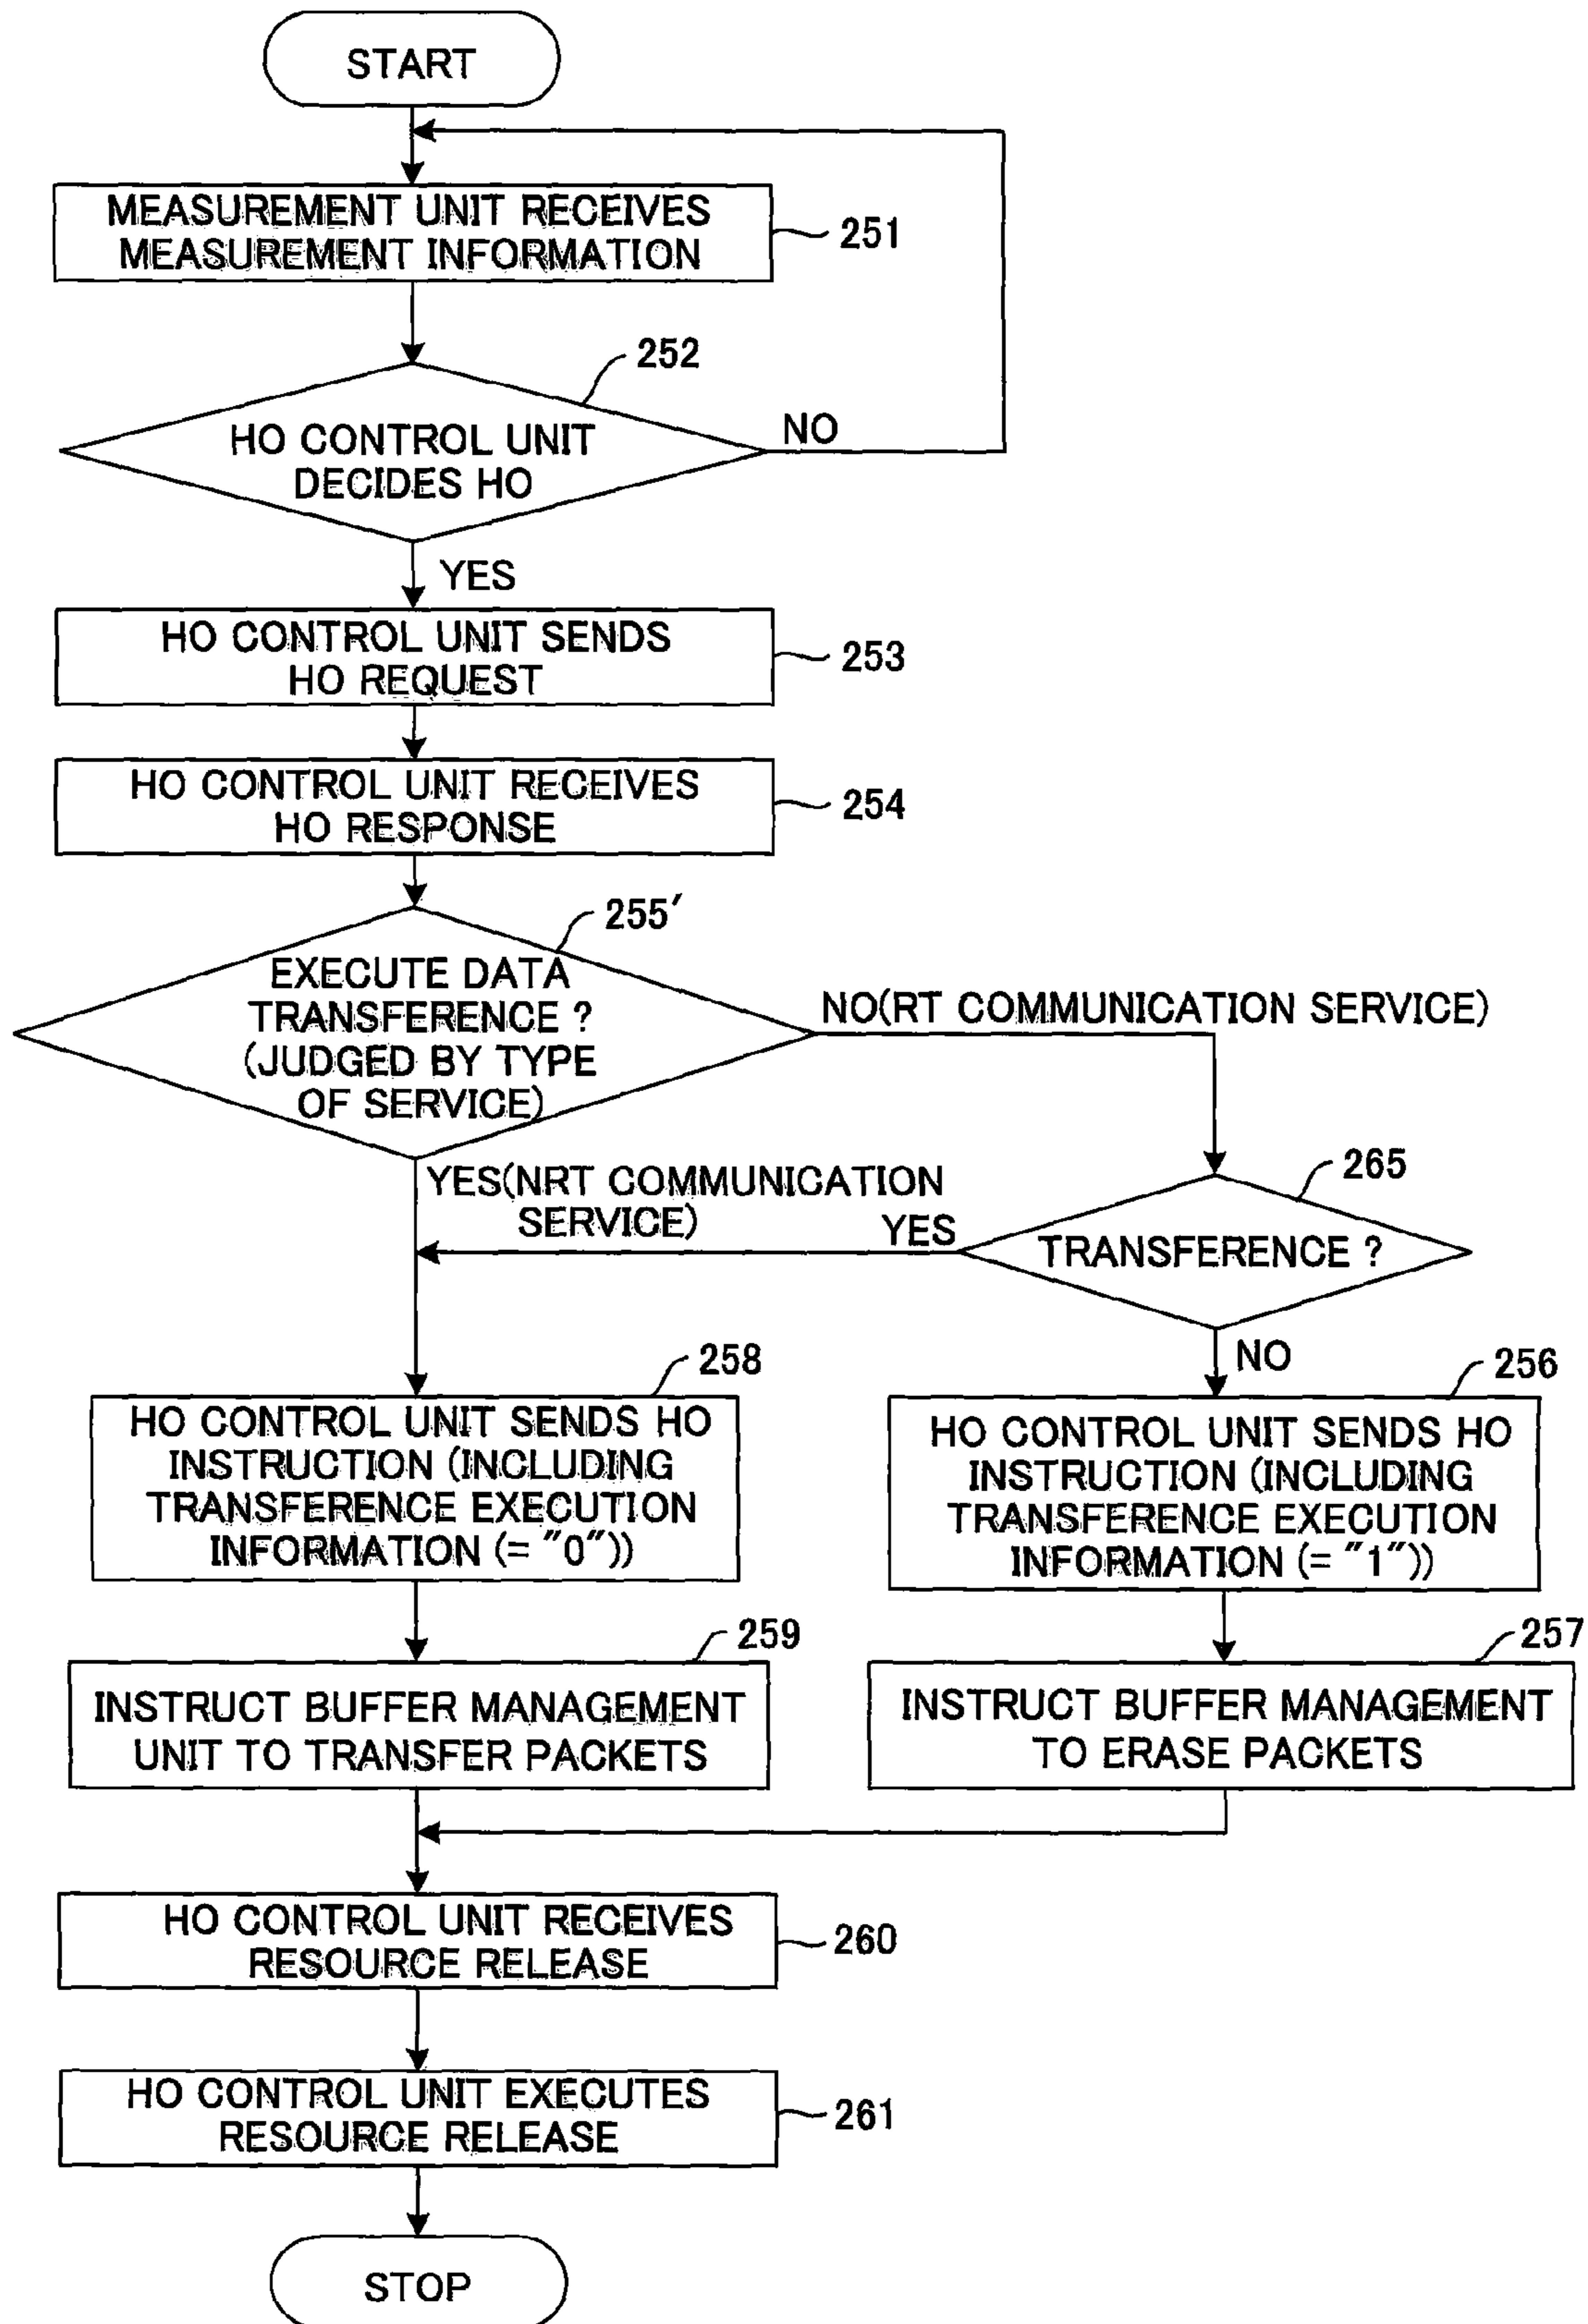 START
MEASUREMENT UNIT RECEIVES
MEASUREMENT INFORMATION
251
252
HO CONTROL UNIT
DECIDES HO
NO
YES
HO CONTROL UNIT SENDS
HO REQUEST
253
HO CONTROL UNIT RECEIVES
HO RESPONSE
254
255′
EXECUTE DATA
TRANSFERENCE ?
(JUDGED BY TYPE
OF SERVICE)
NO(RT COMMUNICATION SERVICE)
YES(NRT COMMUNICATION
SERVICE)
265
TRANSFERENCE ?
YES
NO
258
HO CONTROL UNIT SENDS HO
INSTRUCTION (INCLUDING
TRANSFERENCE EXECUTION
INFORMATION (= "0"))
256
HO CONTROL UNIT SENDS HO
INSTRUCTION (INCLUDING
TRANSFERENCE EXECUTION
INFORMATION (= "1"))
259
INSTRUCT BUFFER MANAGEMENT
UNIT TO TRANSFER PACKETS
257
INSTRUCT BUFFER MANAGEMENT
TO ERASE PACKETS
HO CONTROL UNIT RECEIVES
RESOURCE RELEASE
260
HO CONTROL UNIT EXECUTES
RESOURCE RELEASE
261
STOP